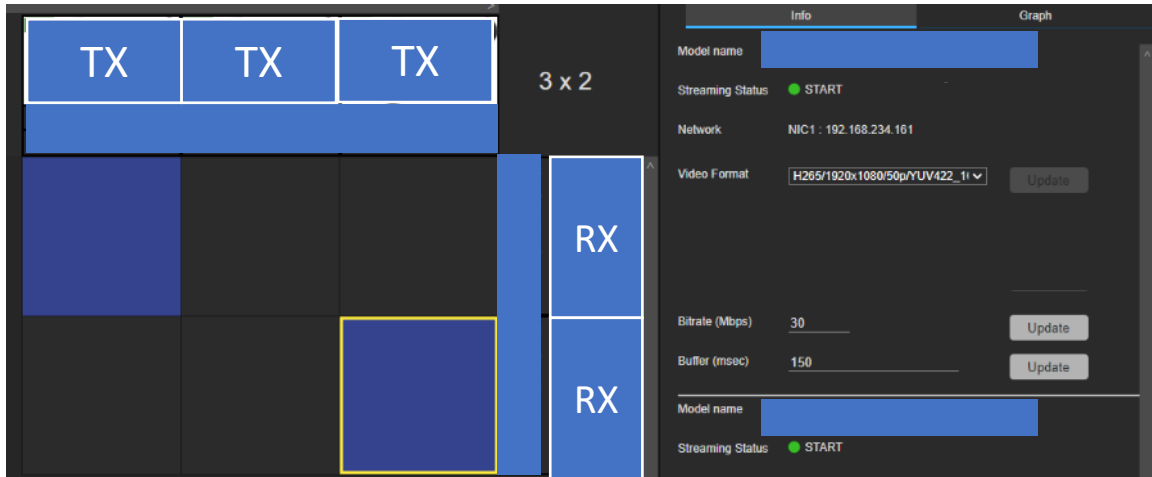 TX TX TX
3 x 2
RX
RX
Info Graph
Model name
Streaming Status START
Network NIC1 : 192.168.234.161
Video Format H265/1920x1080/50p/YUV422_1 Update
Bitrate (Mbps) 30 Update
Buffer (msec) 150 Update
Model name
Streaming Status START